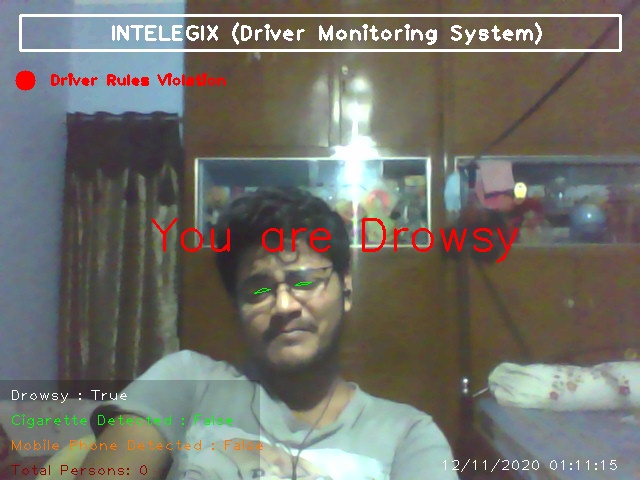 INTELEGIX (Driver Monitoring System)
Driver Rules Violation
You are Drowsy
Drowsy : True
Cigarette Detected : False
Mobile Phone Detected : False
Total Persons: 0
12/11/2020 01:11:15